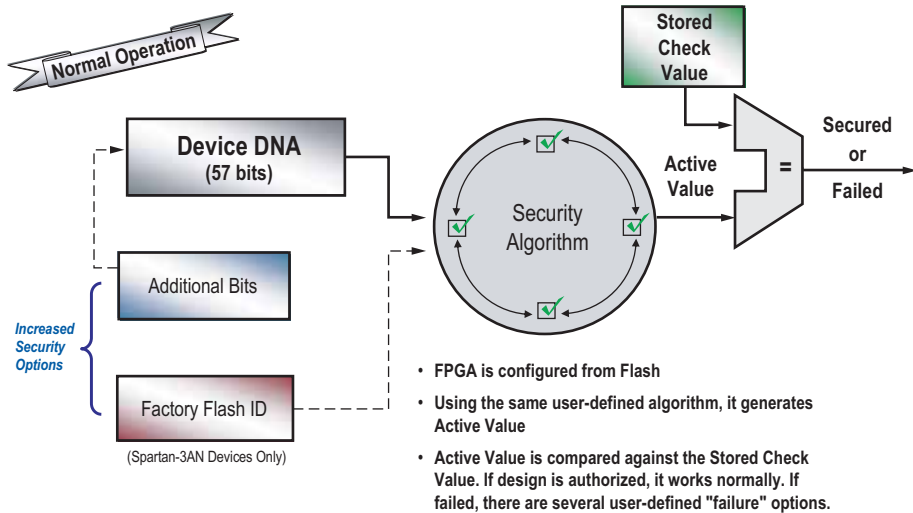 Normal Operation
Stored
Check
Value
Device DNA
(57 bits)
Security
Algorithm
Active
Value
=
Secured
or
Failed
Additional Bits
Increased
Security
Options
Factory Flash ID
(Spartan-3AN Devices Only)
• FPGA is configured from Flash
• Using the same user-defined algorithm, it generates
Active Value
• Active Value is compared against the Stored Check
Value. If design is authorized, it works normally. If
failed, there are several user-defined "failure" options.